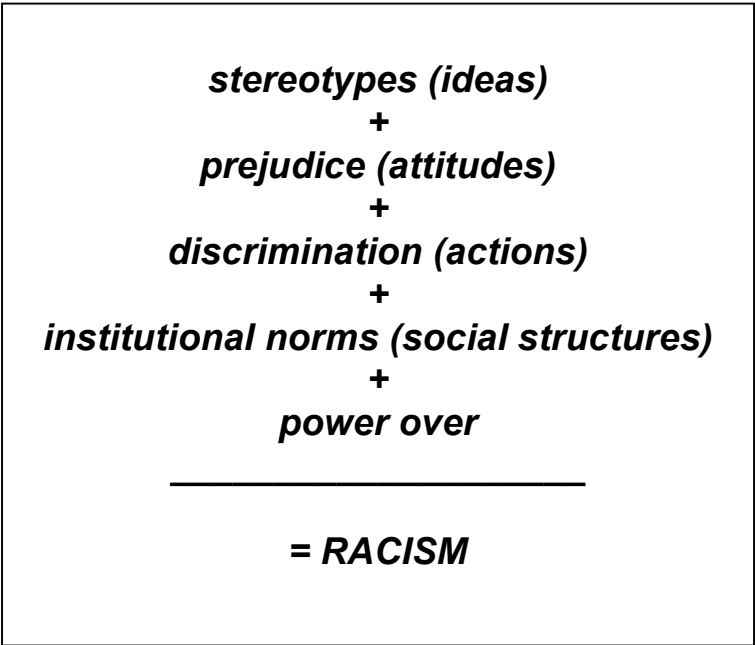 stereotypes (ideas)
+
prejudice (attitudes)
+
discrimination (actions)
+
institutional norms (social structures)
+
power over
= RACISM